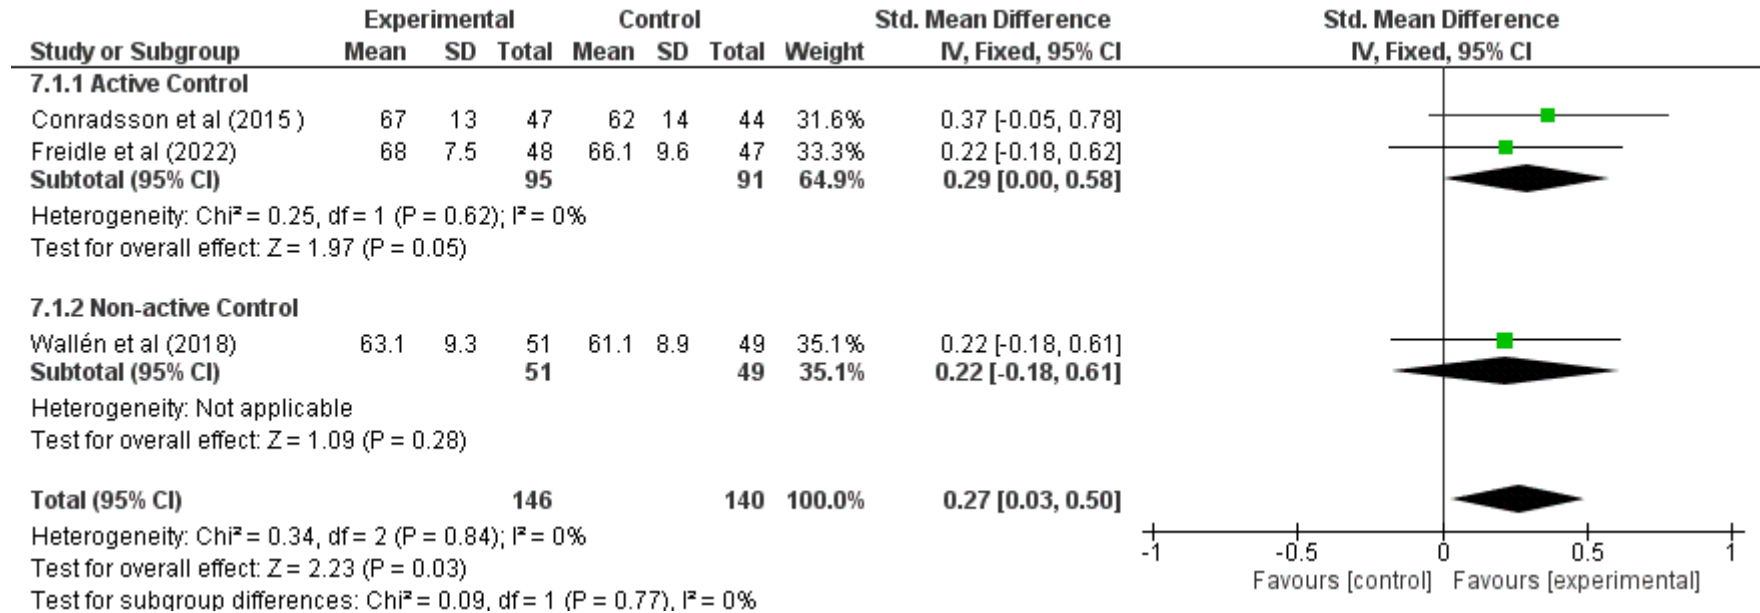 Experimental Control Std. Mean Difference Std. Mean Difference
Study or Subgroup Mean SD Total Mean SD Total Weight IV, Fixed, 95% CI IV, Fixed, 95% CI
7.1.1 Active Control
Conradsson et al (2015 ) 67 13 47 62 14 44 31.6% 0.37 [-0.05, 0.78]
Freidle et al (2022) 68 7.5 48 66.1 9.6 47 33.3% 0.22 [-0.18, 0.62]
Subtotal (95% CI) 95 91 64.9% 0.29 [0.00, 0.58]
Heterogeneity: Chi² = 0.25, df = 1 (P = 0.62); I² = 0%
Test for overall effect: Z = 1.97 (P = 0.05)
7.1.2 Non-active Control
Wallén et al (2018) 63.1 9.3 51 61.1 8.9 49 35.1% 0.22 [-0.18, 0.61]
Subtotal (95% CI) 51 49 35.1% 0.22 [-0.18, 0.61]
Heterogeneity: Not applicable
Test for overall effect: Z = 1.09 (P = 0.28)
Total (95% CI) 146 140 100.0% 0.27 [0.03, 0.50]
Heterogeneity: Chi² = 0.34, df = 2 (P = 0.84); I² = 0%
Test for overall effect: Z = 2.23 (P = 0.03)
Test for subgroup differences: Chi² = 0.09, df = 1 (P = 0.77), I² = 0%
-1 -0.5 0 0.5 1
Favours [control] Favours [experimental]